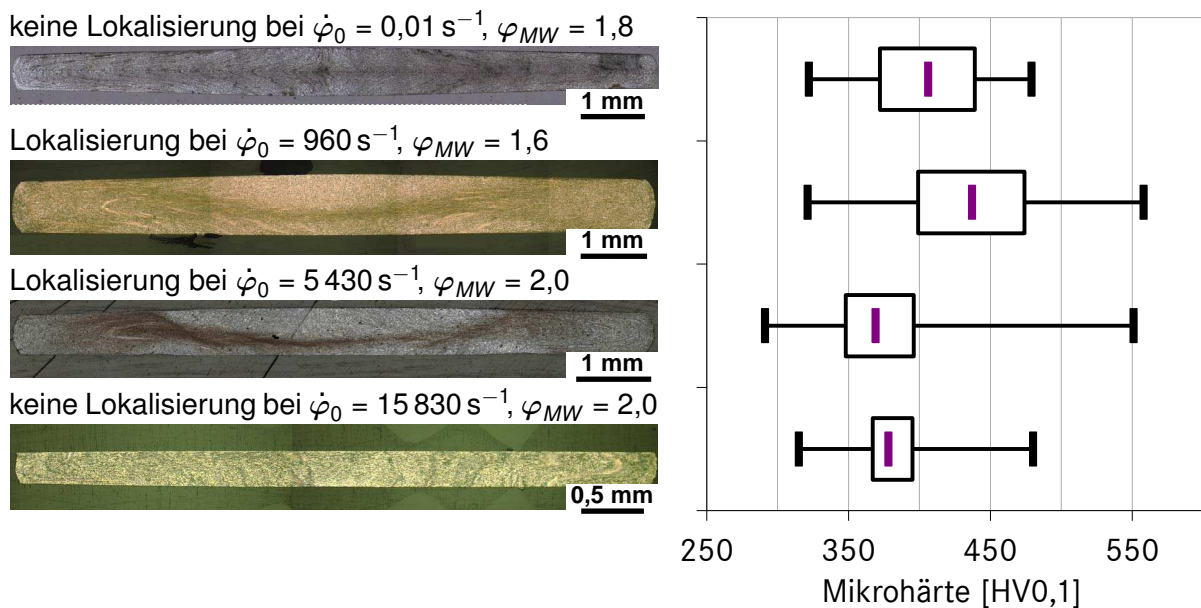 keine Lokalisierung bei φ̇₀ = 0,01 s⁻¹, φ_MW = 1,8
1 mm
Lokalisierung bei φ̇₀ = 960 s⁻¹, φ_MW = 1,6
1 mm
Lokalisierung bei φ̇₀ = 5 430 s⁻¹, φ_MW = 2,0
1 mm
keine Lokalisierung bei φ̇₀ = 15 830 s⁻¹, φ_MW = 2,0
0,5 mm
250 350 450 550
Mikrohärte [HV0,1]